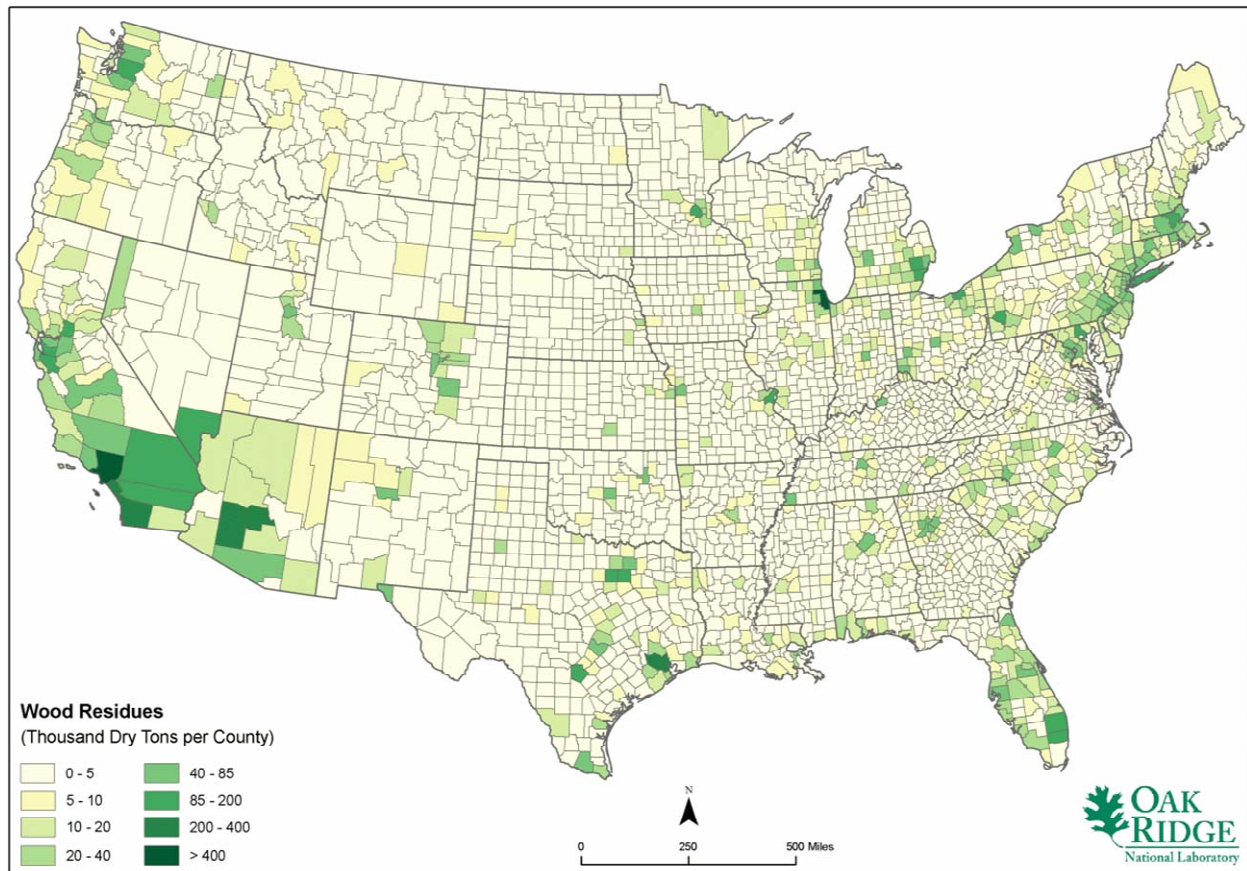 Wood Residues
(Thousand Dry Tons per County)
0 - 5
5 - 10
10 - 20
20 - 40
40 - 85
85 - 200
200 - 400
> 400
N
0 250 500 Miles
OAK
RIDGE
National Laboratory